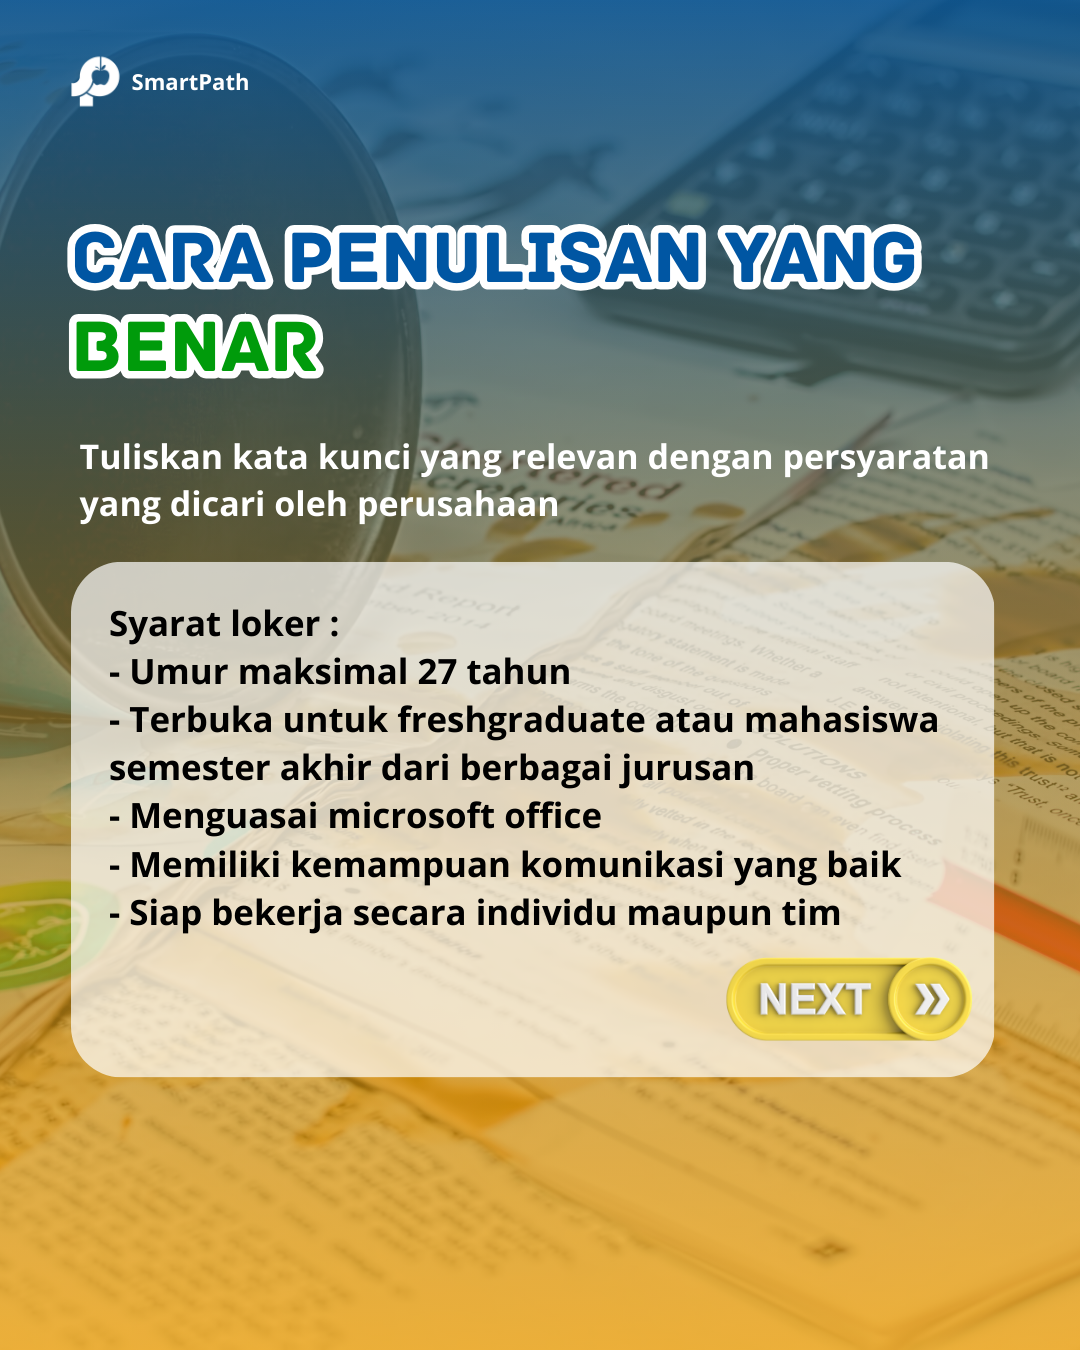 SmartPath
CARA PENULISAN YANG
BENAR
Tuliskan kata kunci yang relevan dengan persyaratan
yang dicari oleh perusahaan
Syarat loker :
- Umur maksimal 27 tahun
- Terbuka untuk freshgraduate atau mahasiswa
semester akhir dari berbagai jurusan
- Menguasai microsoft office
- Memiliki kemampuan komunikasi yang baik
- Siap bekerja secara individu maupun tim
NEXT